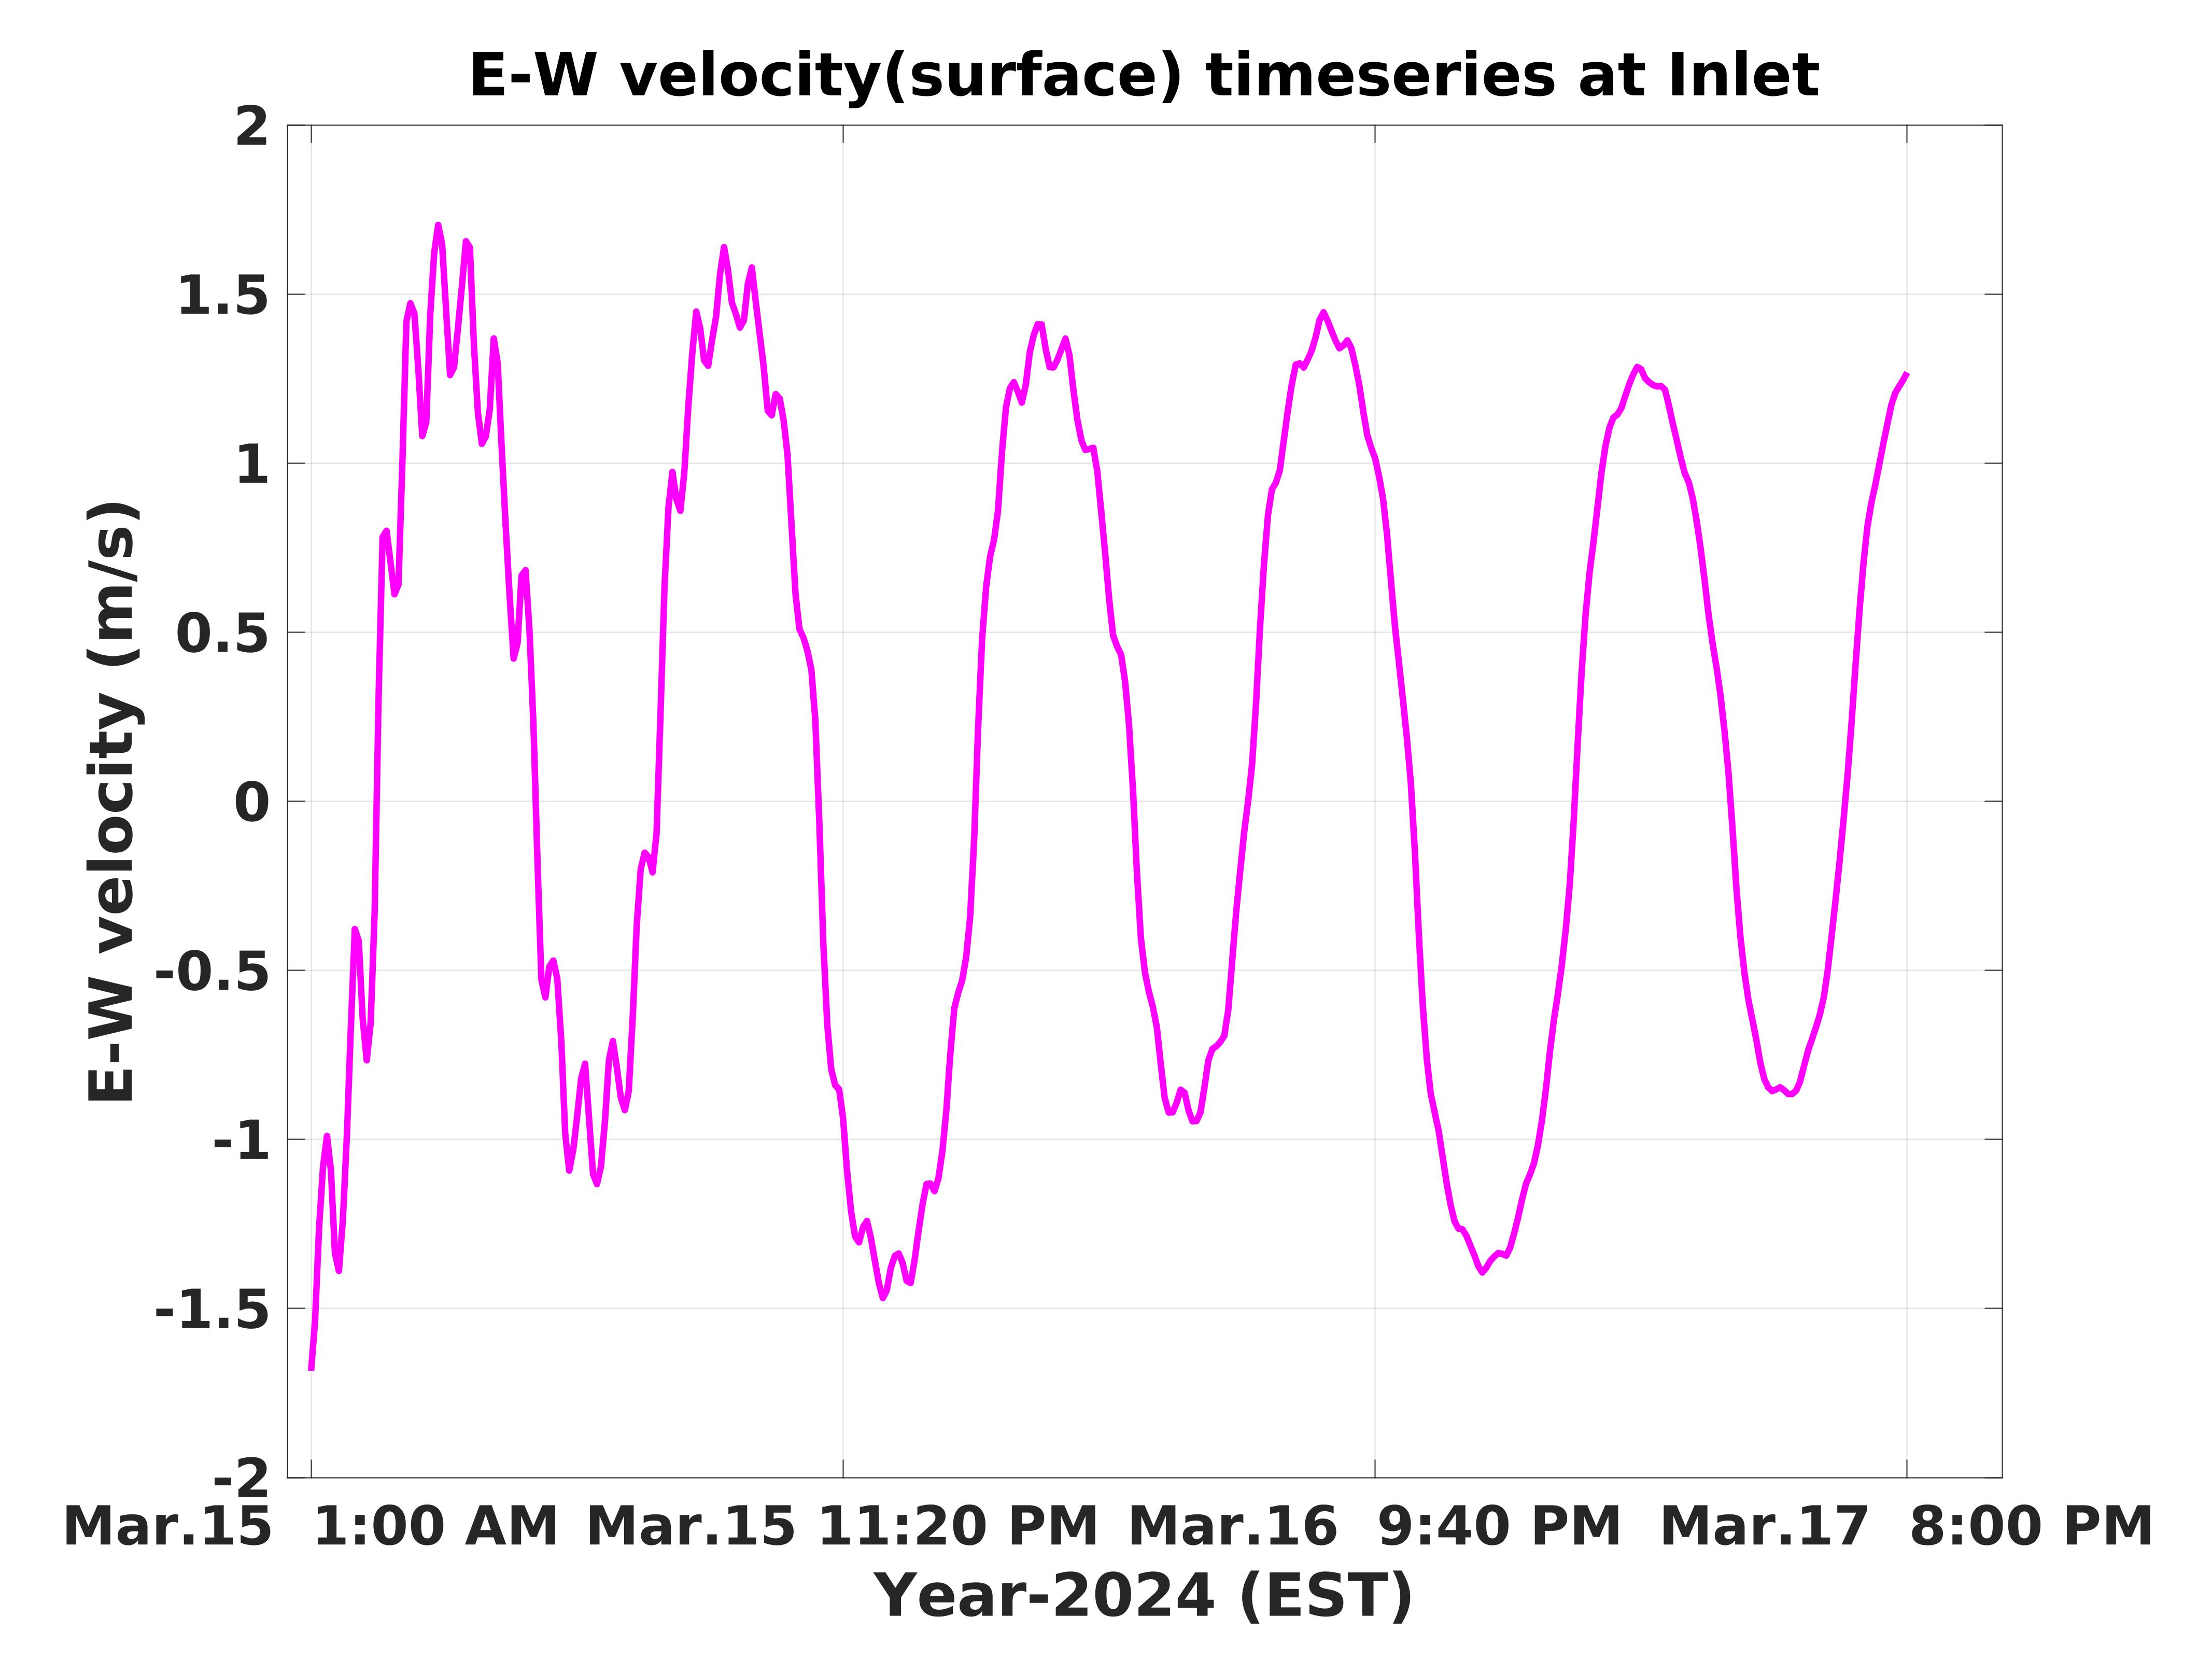 E-W velocity(surface) timeseries at Inlet
E-W velocity (m/s)
2
1.5
1
0.5
0
-0.5
-1
-1.5
-2
Mar.15 1:00 AM Mar.15 11:20 PM Mar.16 9:40 PM Mar.17 8:00 PM
Year-2024 (EST)